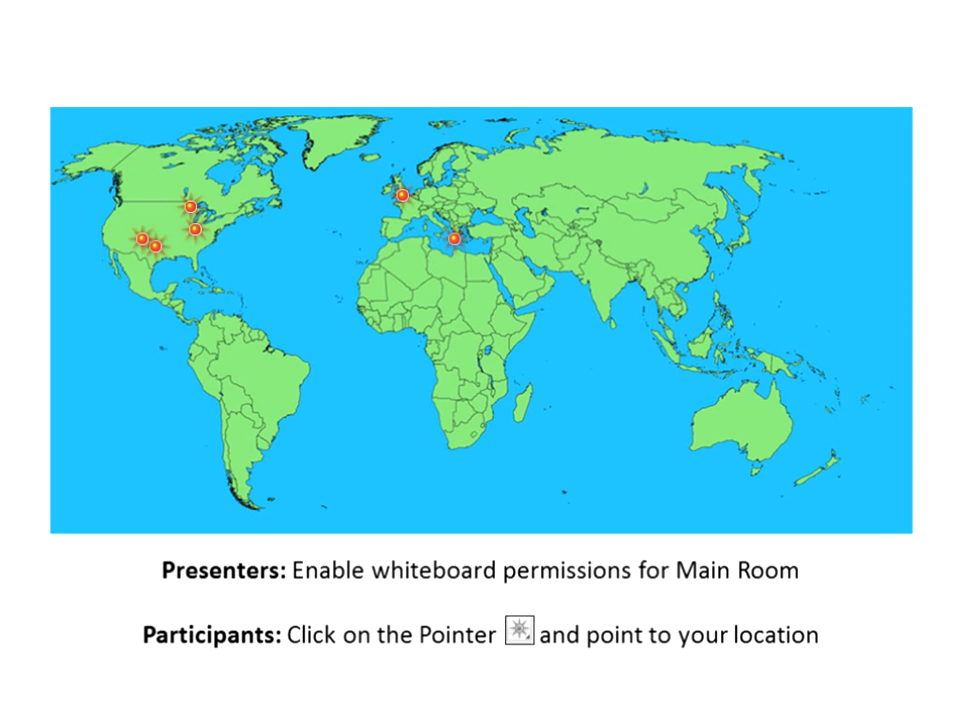 Presenters: Enable whiteboard permissions for Main Room
Participants: Click on the Pointer and point to your location